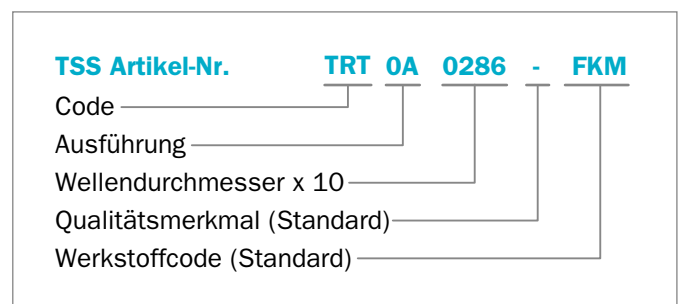 TSS Artikel-Nr. TRT 0A 0286 - FKM
Code
Ausführung
Wellendurchmesser x 10
Qualitätsmerkmal (Standard)
Werkstoffcode (Standard)